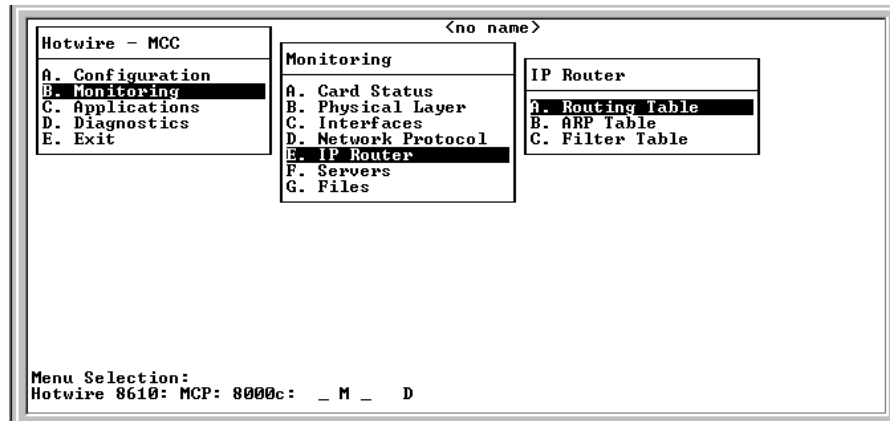 <no name>
Hotwire - MCC
A. Configuration
B. Monitoring
C. Applications
D. Diagnostics
E. Exit
Monitoring
A. Card Status
B. Physical Layer
C. Interfaces
D. Network Protocol
E. IP Router
F. Servers
G. Files
IP Router
A. Routing Table
B. ARP Table
C. Filter Table
Menu Selection:
Hotwire 8610: MCP: 8000c: _ M _ D